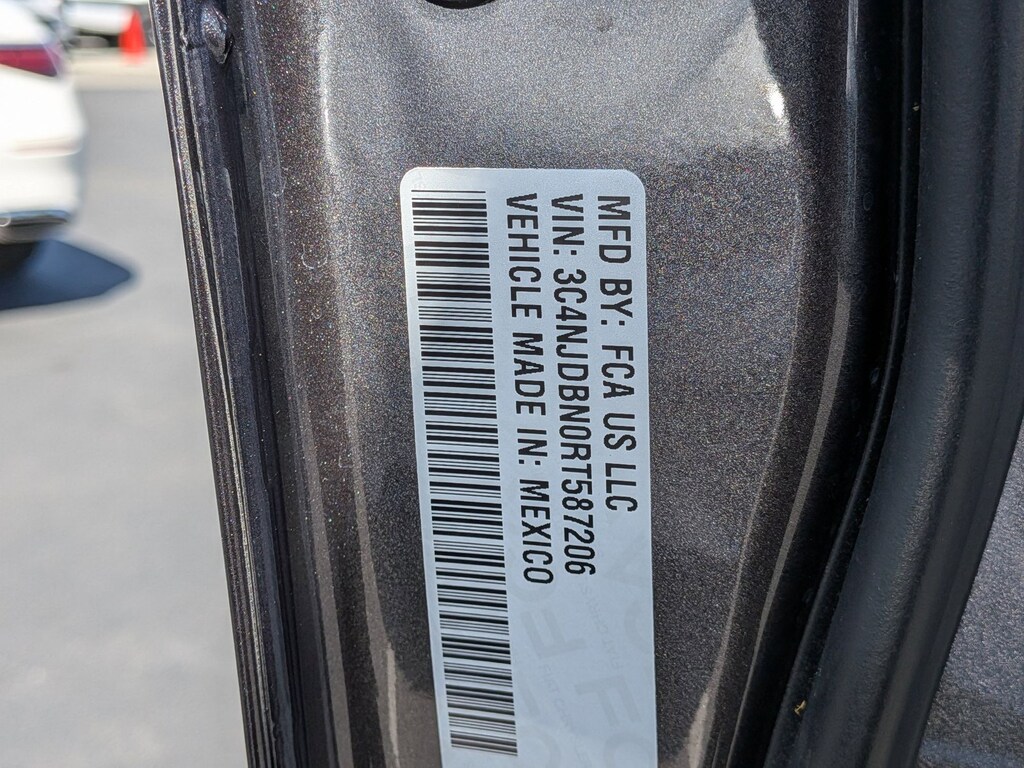 MFD BY: FCA US LLC
VIN: 3C4NJDBN0RT587206
VEHICLE MADE IN: MEXICO